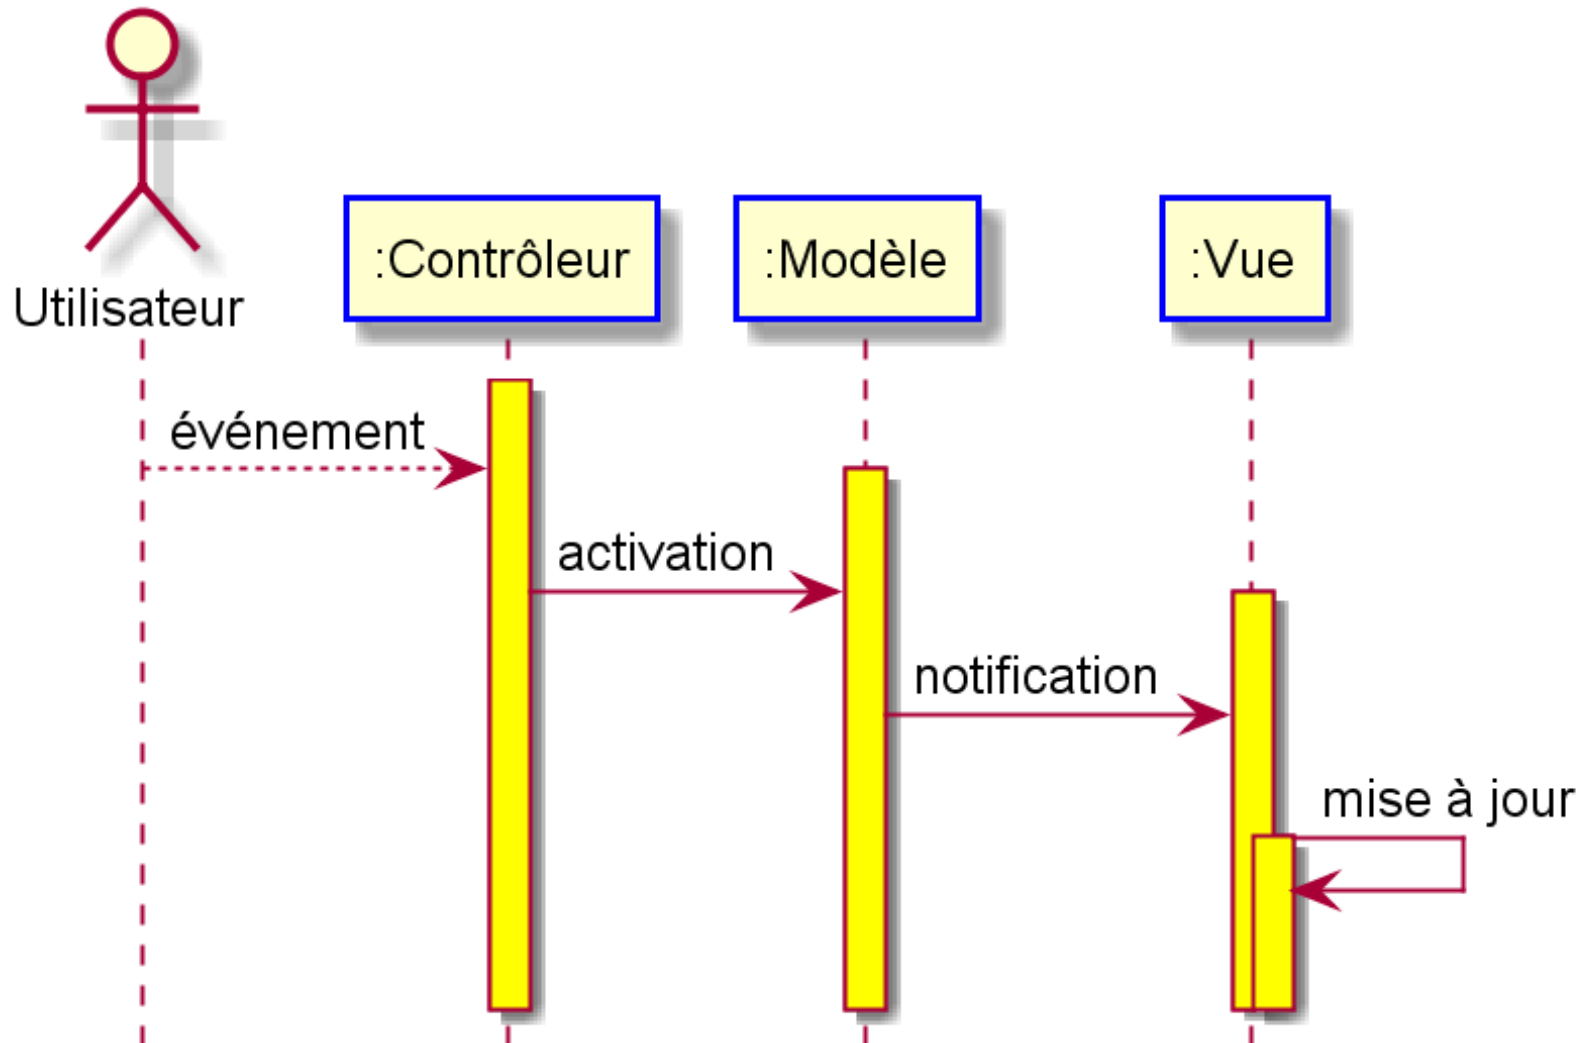 Utilisateur
:Contrôleur
:Modèle
:Vue
événement
activation
notification
mise à jour